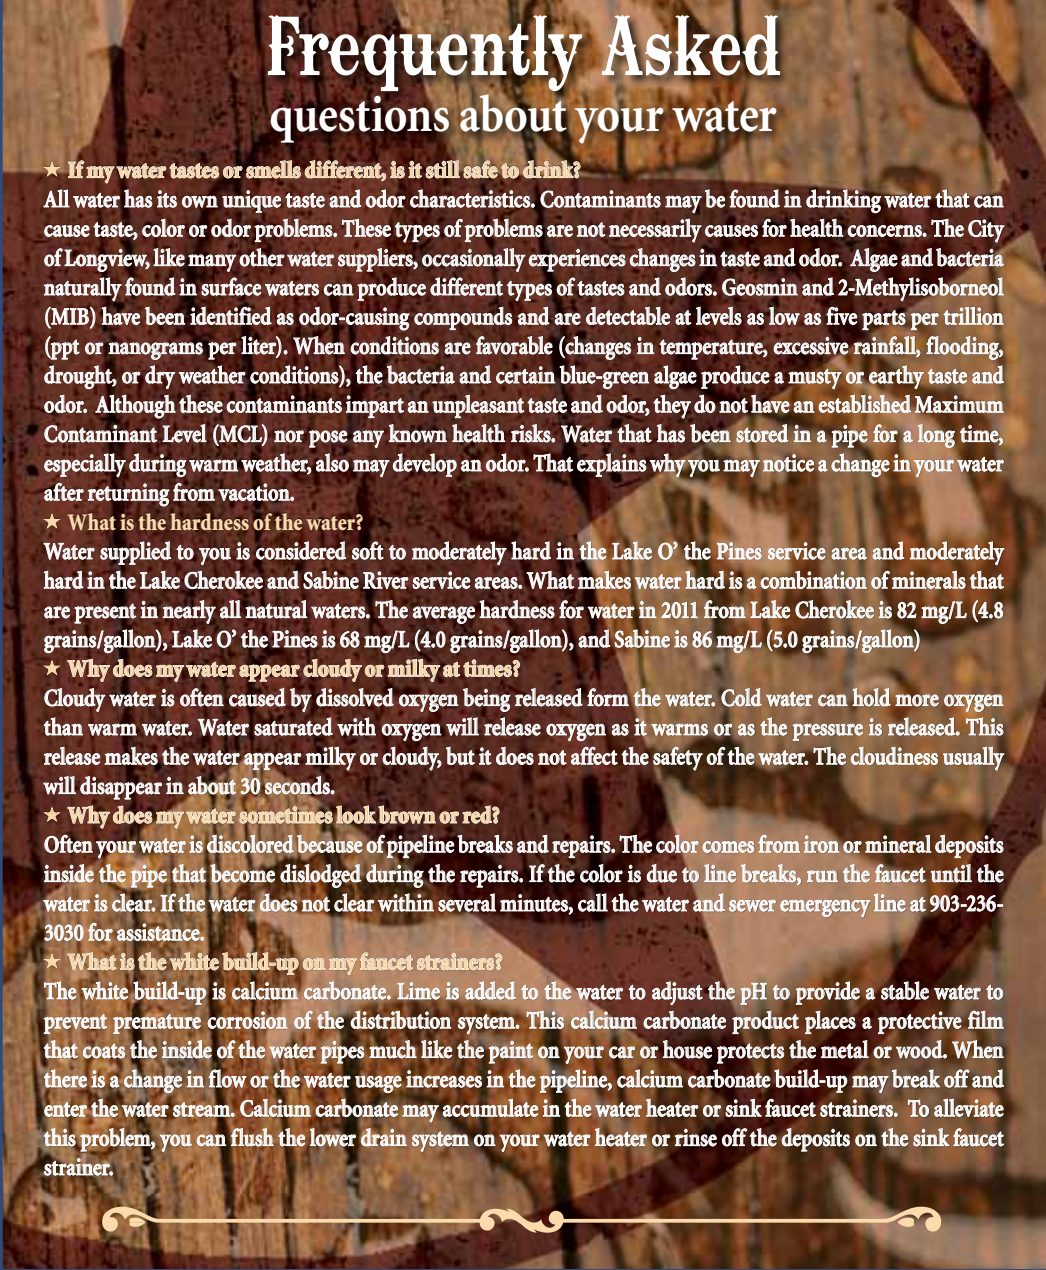 Frequently Asked
questions about your water
★ If my water tastes or smells different, is it still safe to drink?
All water has its own unique taste and odor characteristics. Contaminants may be found in drinking water that can
cause taste, color or odor problems. These types of problems are not necessarily causes for health concerns. The City
of Longview, like many other water suppliers, occasionally experiences changes in taste and odor.  Algae and bacteria
naturally found in surface waters can produce different types of tastes and odors. Geosmin and 2-Methylisoborneol
(MIB) have been identified as odor-causing compounds and are detectable at levels as low as five parts per trillion
(ppt or nanograms per liter). When conditions are favorable (changes in temperature, excessive rainfall, flooding,
drought, or dry weather conditions), the bacteria and certain blue-green algae produce a musty or earthy taste and
odor.  Although these contaminants impart an unpleasant taste and odor, they do not have an established Maximum
Contaminant Level (MCL) nor pose any known health risks. Water that has been stored in a pipe for a long time,
especially during warm weather, also may develop an odor. That explains why you may notice a change in your water
after returning from vacation.
★ What is the hardness of the water?
Water supplied to you is considered soft to moderately hard in the Lake O’ the Pines service area and moderately
hard in the Lake Cherokee and Sabine River service areas. What makes water hard is a combination of minerals that
are present in nearly all natural waters. The average hardness for water in 2011 from Lake Cherokee is 82 mg/L (4.8
grains/gallon), Lake O’ the Pines is 68 mg/L (4.0 grains/gallon), and Sabine is 86 mg/L (5.0 grains/gallon)
★ Why does my water appear cloudy or milky at times?
Cloudy water is often caused by dissolved oxygen being released form the water. Cold water can hold more oxygen
than warm water. Water saturated with oxygen will release oxygen as it warms or as the pressure is released. This
release makes the water appear milky or cloudy, but it does not affect the safety of the water. The cloudiness usually
will disappear in about 30 seconds.
★ Why does my water sometimes look brown or red?
Often your water is discolored because of pipeline breaks and repairs. The color comes from iron or mineral deposits
inside the pipe that become dislodged during the repairs. If the color is due to line breaks, run the faucet until the
water is clear. If the water does not clear within several minutes, call the water and sewer emergency line at 903-236-
3030 for assistance.
★ What is the white build-up on my faucet strainers?
The white build-up is calcium carbonate. Lime is added to the water to adjust the pH to provide a stable water to
prevent premature corrosion of the distribution system. This calcium carbonate product places a protective film
that coats the inside of the water pipes much like the paint on your car or house protects the metal or wood. When
there is a change in flow or the water usage increases in the pipeline, calcium carbonate build-up may break off and
enter the water stream. Calcium carbonate may accumulate in the water heater or sink faucet strainers.  To alleviate
this problem, you can flush the lower drain system on your water heater or rinse off the deposits on the sink faucet
strainer.